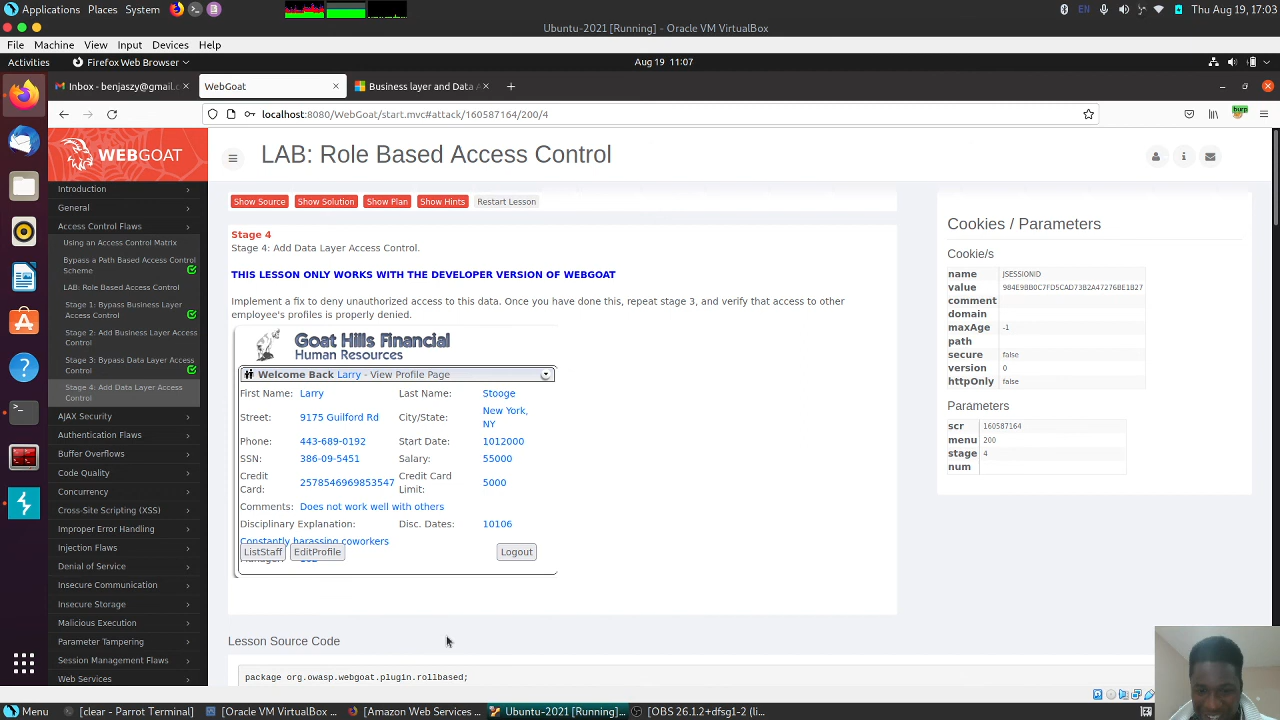 Applications Places System EN Thu Aug 19, 17:03
Ubuntu-2021 [Running] - Oracle VM VirtualBox
File Machine View Input Devices Help
Activities Firefox Web Browser Aug 19 11:07
Inbox - benjaszy@gmail.c
WebGoat
Business layer and Data A
localhost:8080/WebGoat/start.mvc#attack/160587164/200/4
burp
WEBGOAT
Introduction
General
Access Control Flaws
Using an Access Control Matrix
Bypass a Path Based Access Control
Scheme
LAB: Role Based Access Control
Stage 1: Bypass Business Layer
Access Control
Stage 2: Add Business Layer Access
Control
Stage 3: Bypass Data Layer Access
Control
Stage 4: Add Data Layer Access
Control
AJAX Security
Authentication Flaws
Buffer Overflows
Code Quality
Concurrency
Cross-Site Scripting (XSS)
Improper Error Handling
Injection Flaws
Denial of Service
Insecure Communication
Insecure Storage
Malicious Execution
Parameter Tampering
Session Management Flaws
Web Services
LAB: Role Based Access Control
Show Source Show Solution Show Plan Show Hints Restart Lesson
Stage 4
Stage 4: Add Data Layer Access Control.
THIS LESSON ONLY WORKS WITH THE DEVELOPER VERSION OF WEBGOAT
Implement a fix to deny unauthorized access to this data. Once you have done this, repeat stage 3, and verify that access to other
employee's profiles is properly denied.
Goat Hills Financial
Human Resources
Welcome Back Larry - View Profile Page
First Name: Larry Last Name: Stooge
Street: 9175 Guilford Rd City/State: New York, NY
Phone: 443-689-0192 Start Date: 1012000
SSN: 386-09-5451 Salary: 55000
Credit Card: 2578546969853547 Credit Card Limit: 5000
Comments: Does not work well with others
Disciplinary Explanation: Disc. Dates: 10106
Constantly harassing coworkers
ListStaff EditProfile Logout
Lesson Source Code
package org.owasp.webgoat.plugin.rollbased;
Cookies / Parameters
Cookie/s
name JSESSIONID
value
comment
domain
maxAge -1
path
secure false
version 0
httpOnly false
Parameters
scr 160587164
menu 200
stage 4
num
Menu [clear - Parrot Terminal] [Oracle VM VirtualBox ... [Amazon Web Services ... Ubuntu-2021 [Running]... [OBS 26.1.2+dfsg1-2 (li...